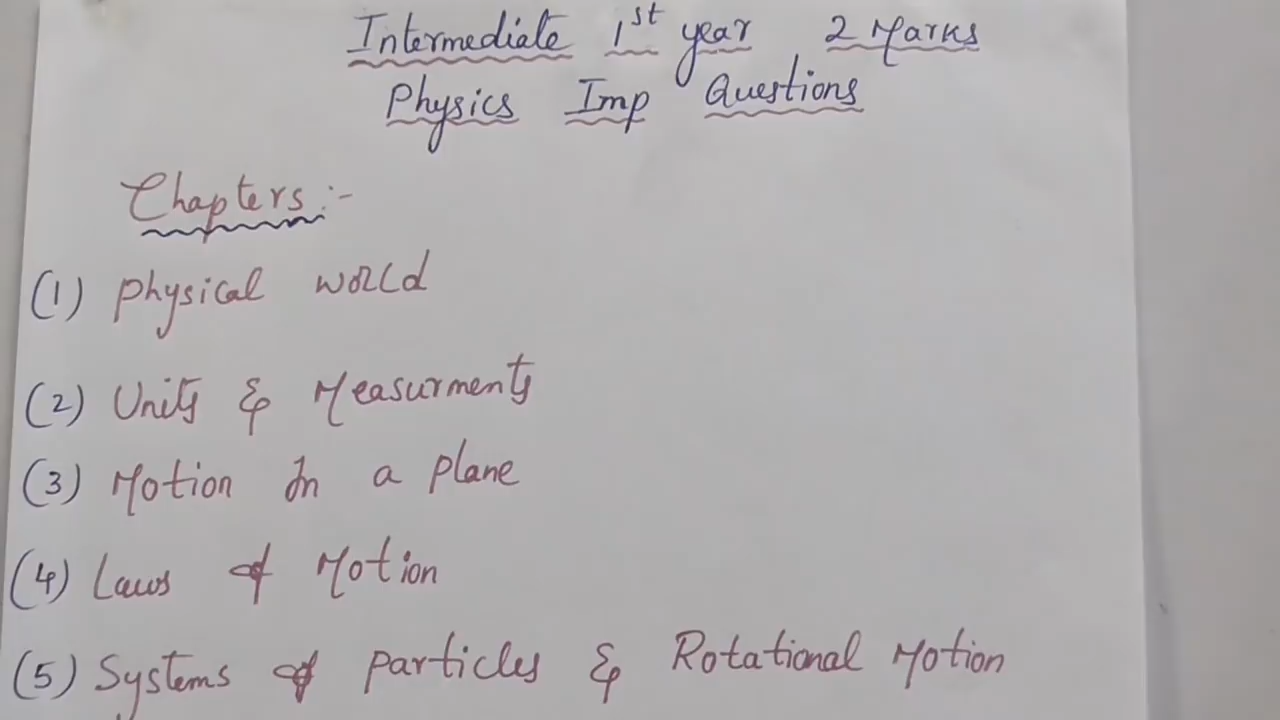 Intermediate 1st year 2 Marks
Physics Imp Questions
Chapters:-
(1) Physical world
(2) Units & Measurments
(3) Motion In a plane
(4) Laws of Motion
(5) Systems of particles & Rotational Motion